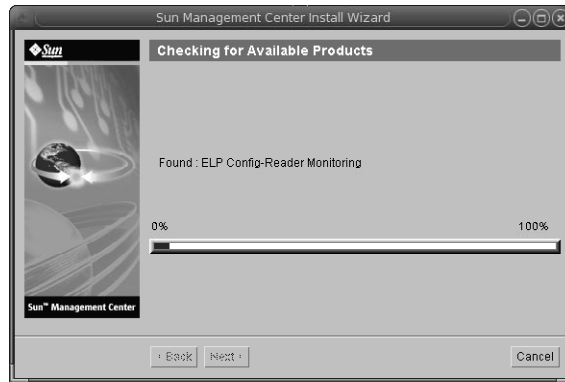 Sun Management Center Install Wizard
Sun
Checking for Available Products
Found : ELP Config-Reader Monitoring
0% 100%
Sun™ Management Center
Back Next Cancel